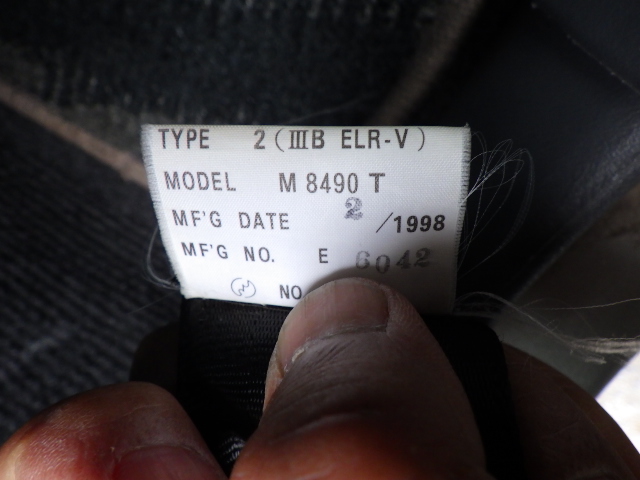 TYPE 2 (ⅢB ELR-V)
MODEL M 8490 T
MF'G DATE 2 /1998
MF'G NO. E 6042
NO